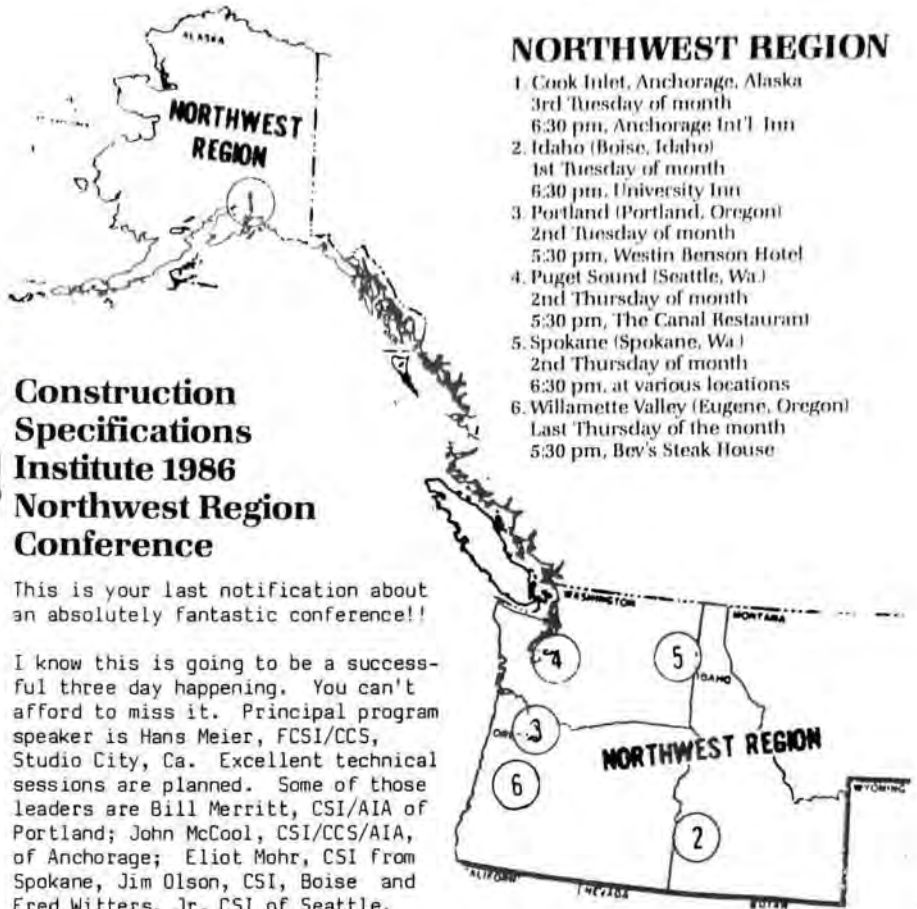 NORTHWEST REGION
1. Cook Inlet, Anchorage, Alaska
3rd Tuesday of month
6:30 pm, Anchorage Int'l Inn
2. Idaho (Boise, Idaho)
1st Tuesday of month
6:30 pm, University Inn
3. Portland (Portland, Oregon)
2nd Tuesday of month
5:30 pm, Westin Benson Hotel
4. Puget Sound (Seattle, Wa.)
2nd Thursday of month
5:30 pm, The Canal Restaurant
5. Spokane (Spokane, Wa.)
2nd Thursday of month
6:30 pm, at various locations
6. Willamette Valley (Eugene, Oregon)
Last Thursday of the month
5:30 pm, Bev's Steak House
ALASKA
NORTHWEST
REGION
1
Construction
Specifications
Institute 1986
Northwest Region
Conference
This is your last notification about
an absolutely fantastic conference!!
I know this is going to be a success-
ful three day happening. You can't
afford to miss it. Principal program
speaker is Hans Meier, FCSI/CCS,
Studio City, Ca. Excellent technical
sessions are planned. Some of those
leaders are Bill Merritt, CSI/AIA of
Portland; John McCool, CSI/CCS/AIA,
of Anchorage; Eliot Mohr, CSI from
Spokane, Jim Olson, CSI, Boise and
Fred Witters, Jr. CSI of Seattle.
WASHINGTON
MONTANA
4
5
IDAHO
3
NORTHWEST REGION
6
WYOMING
2
NEVADA